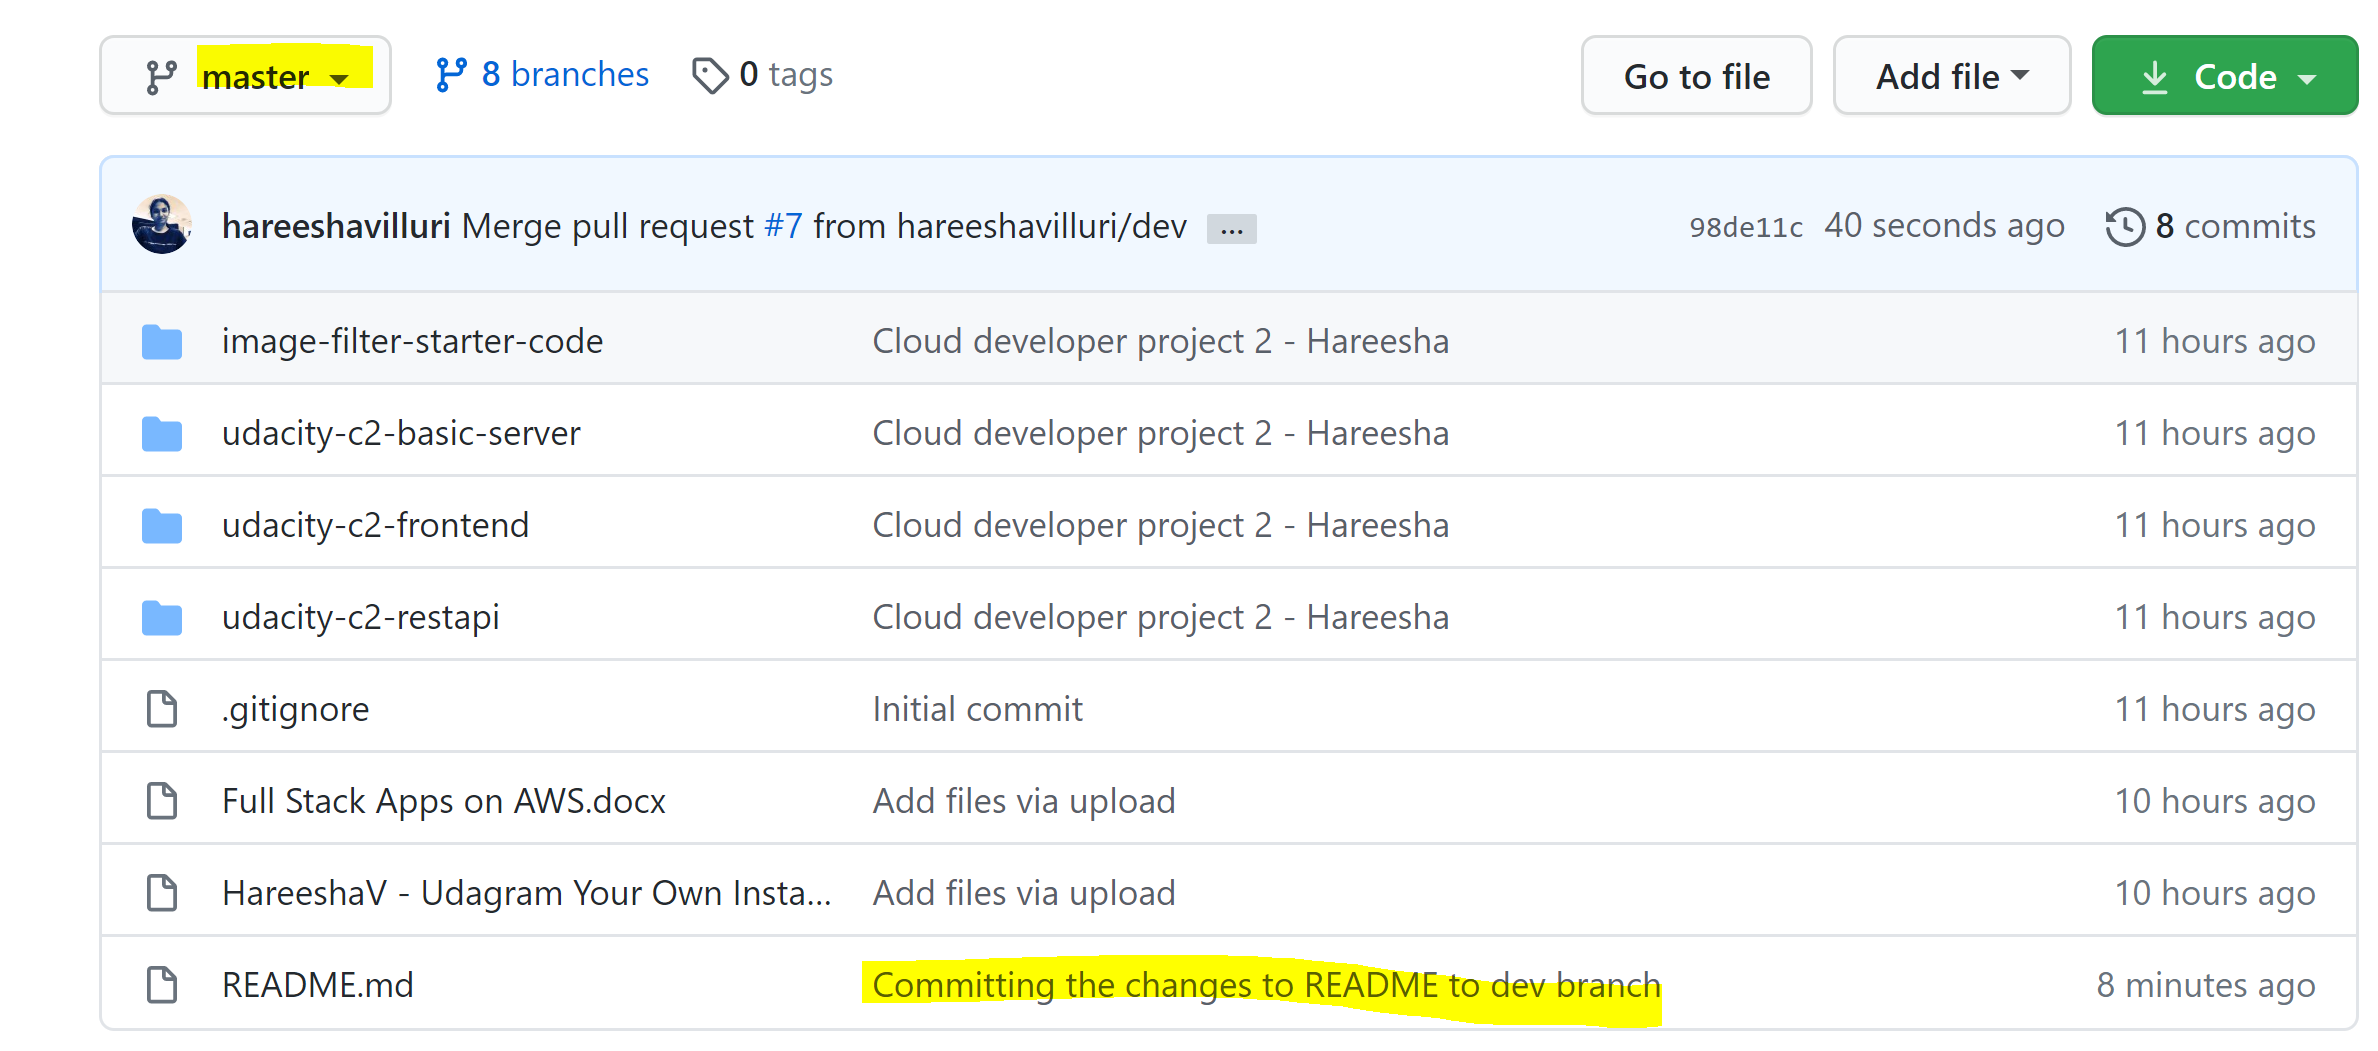 master 8 branches 0 tags Go to file Add file Code
hareeshavilluri Merge pull request #7 from hareeshavilluri/dev ... 98de11c 40 seconds ago 8 commits
image-filter-starter-code Cloud developer project 2 - Hareesha 11 hours ago
udacity-c2-basic-server Cloud developer project 2 - Hareesha 11 hours ago
udacity-c2-frontend Cloud developer project 2 - Hareesha 11 hours ago
udacity-c2-restapi Cloud developer project 2 - Hareesha 11 hours ago
.gitignore Initial commit 11 hours ago
Full Stack Apps on AWS.docx Add files via upload 10 hours ago
HareeshaV - Udagram Your Own Insta... Add files via upload 10 hours ago
README.md Committing the changes to README to dev branch 8 minutes ago